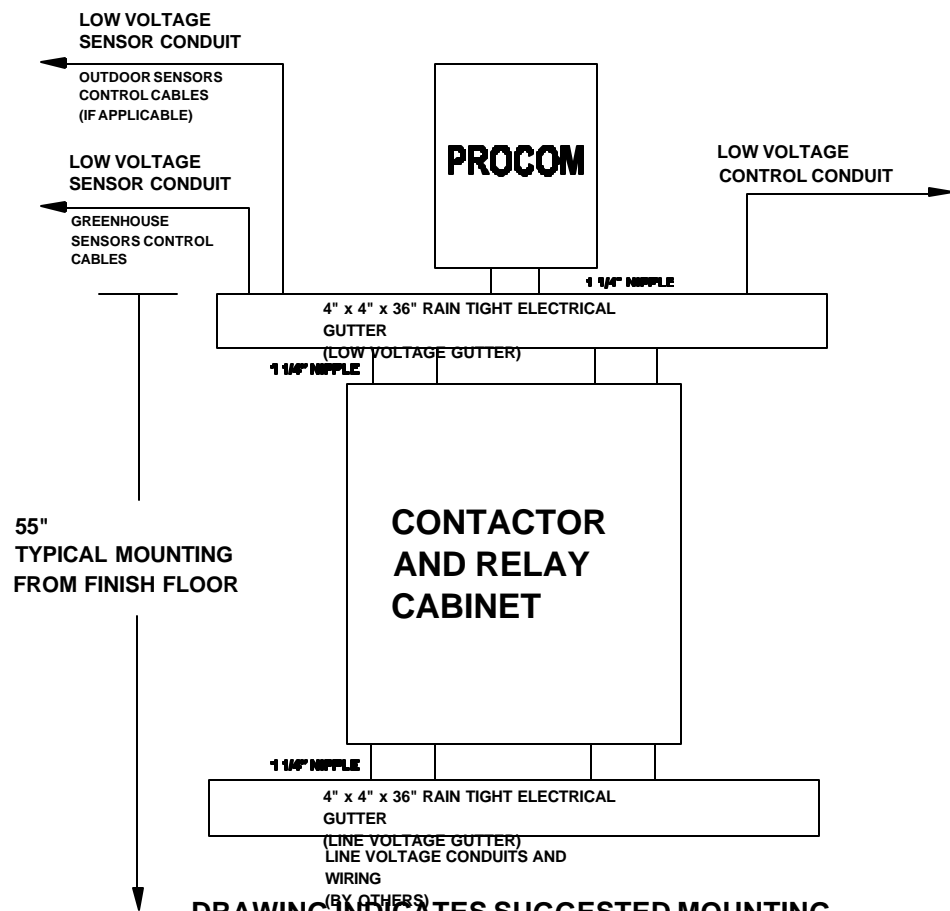 LOW VOLTAGE
SENSOR CONDUIT
OUTDOOR SENSORS
CONTROL CABLES
(IF APPLICABLE)
LOW VOLTAGE
SENSOR CONDUIT
GREENHOUSE
SENSORS CONTROL
CABLES
PROCOM
LOW VOLTAGE
CONTROL CONDUIT
1 1/4" NIPPLE
4" x 4" x 36" RAIN TIGHT ELECTRICAL
GUTTER
(LOW VOLTAGE GUTTER)
1 1/4" NIPPLE
CONTACTOR
AND RELAY
CABINET
55"
TYPICAL MOUNTING
FROM FINISH FLOOR
1 1/4" NIPPLE
4" x 4" x 36" RAIN TIGHT ELECTRICAL
GUTTER
(LINE VOLTAGE GUTTER)
LINE VOLTAGE CONDUITS AND
WIRING
(BY OTHERS)
DRAWING INDICATES SUGGESTED MOUNTING